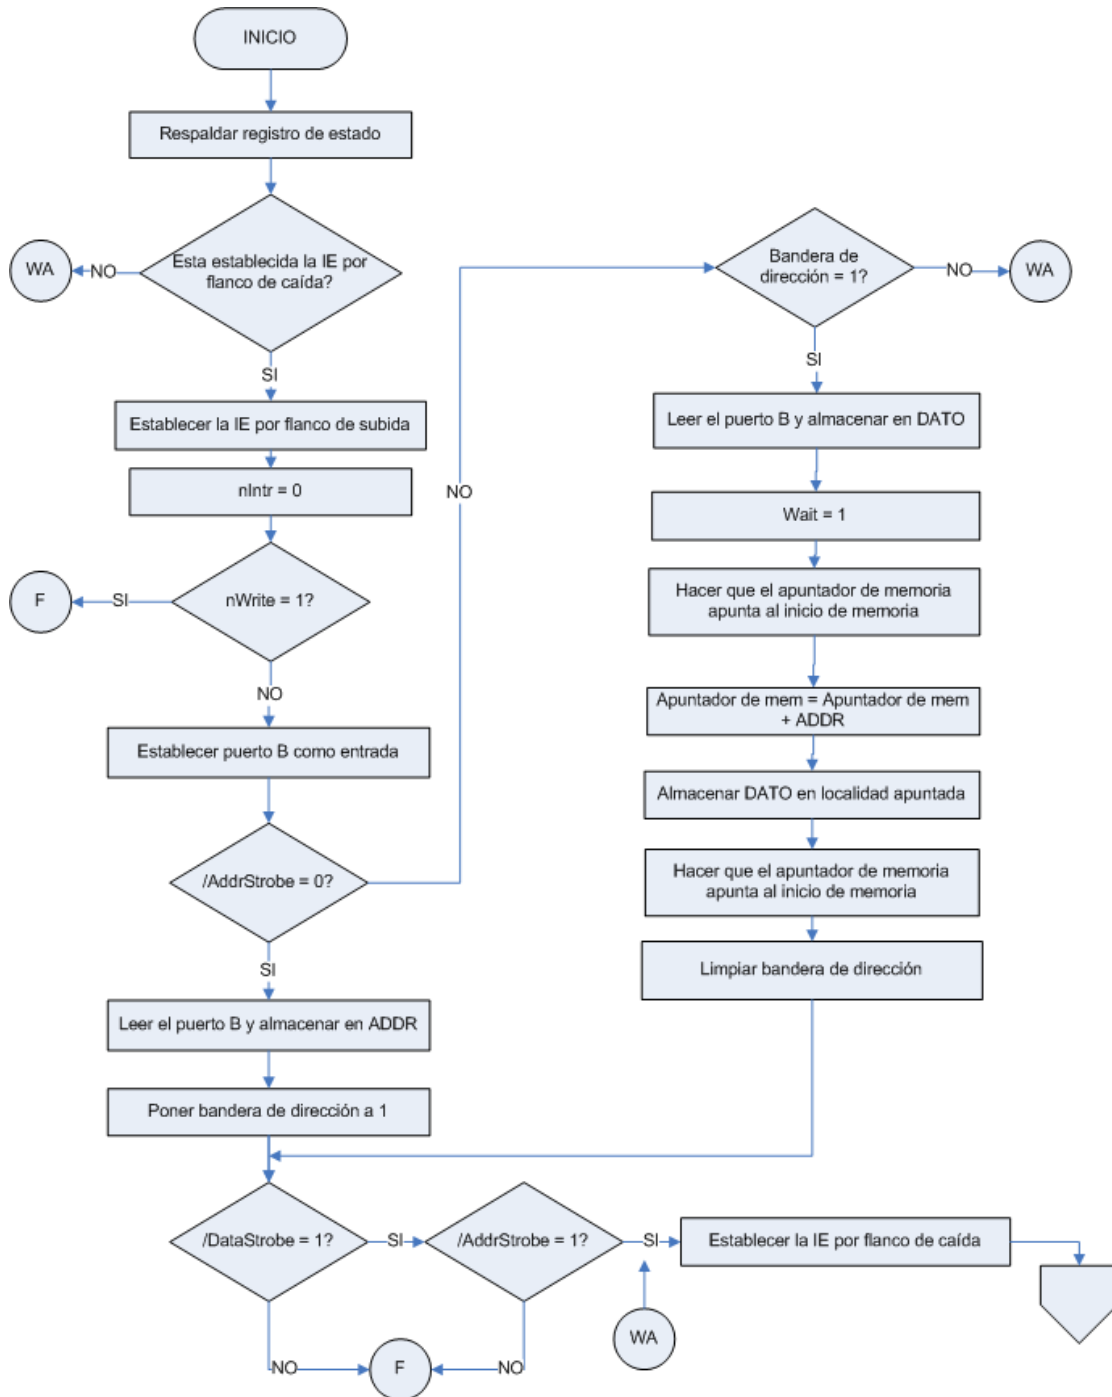 INICIO
Respaldar registro de estado
Esta establecida la IE por
flanco de caída?
NO
WA
SI
Establecer la IE por flanco de subida
nIntr = 0
nWrite = 1?
SI
F
NO
Establecer puerto B como entrada
/AddrStrobe = 0?
NO
SI
Leer el puerto B y almacenar en ADDR
Poner bandera de dirección a 1
Bandera de
dirección = 1?
NO
WA
SI
Leer el puerto B y almacenar en DATO
Wait = 1
Hacer que el apuntador de memoria
apunta al inicio de memoria
Apuntador de mem = Apuntador de mem
+ ADDR
Almacenar DATO en localidad apuntada
Hacer que el apuntador de memoria
apunta al inicio de memoria
Limpiar bandera de dirección
/DataStrobe = 1?
SI
/AddrStrobe = 1?
SI
Establecer la IE por flanco de caída
WA
NO
F
NO